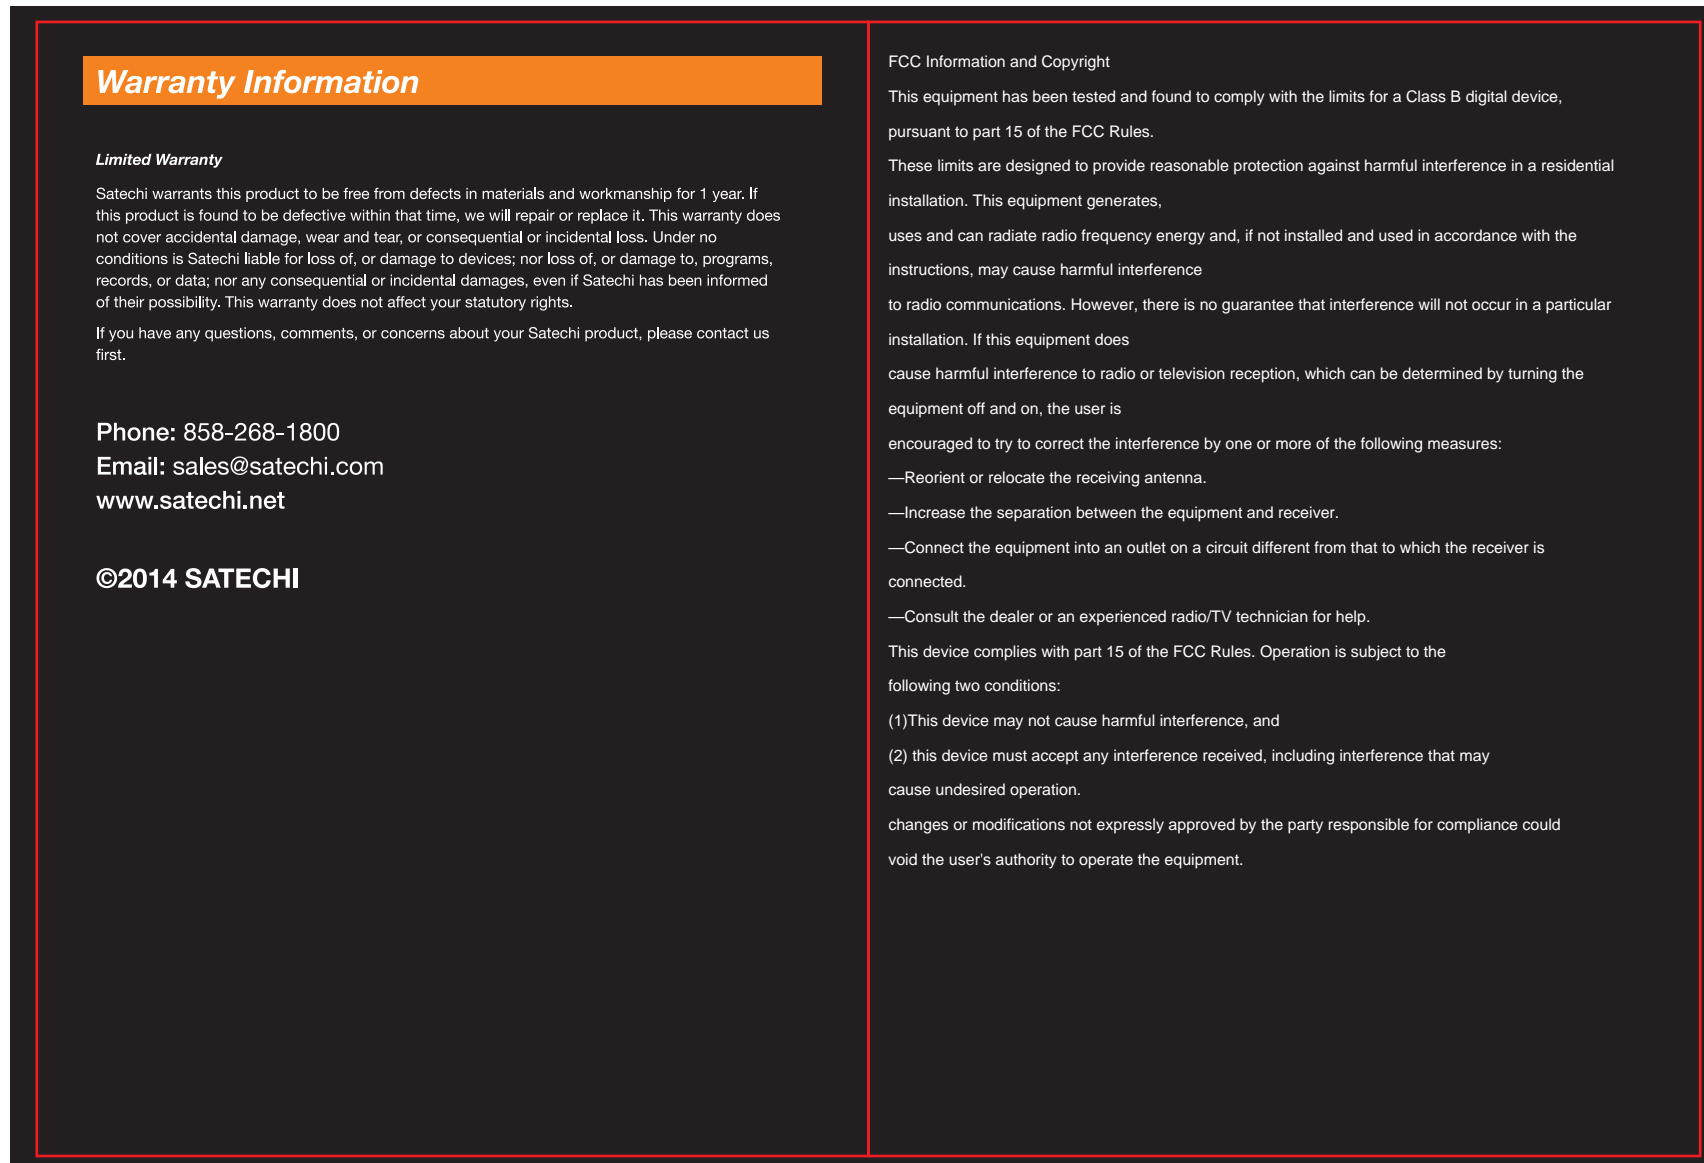 Warranty Information
Limited Warranty
Satechi warrants this product to be free from defects in materials and workmanship for 1 year. If
this product is found to be defective within that time, we will repair or replace it. This warranty does
not cover accidental damage, wear and tear, or consequential or incidental loss. Under no
conditions is Satechi liable for loss of, or damage to devices; nor loss of, or damage to, programs,
records, or data; nor any consequential or incidental damages, even if Satechi has been informed
of their possibility. This warranty does not affect your statutory rights.
If you have any questions, comments, or concerns about your Satechi product, please contact us
first.
Phone: 858-268-1800
Email: sales@satechi.com
www.satechi.net
©2014 SATECHI
FCC Information and Copyright
This equipment has been tested and found to comply with the limits for a Class B digital device,
pursuant to part 15 of the FCC Rules.
These limits are designed to provide reasonable protection against harmful interference in a residential
installation. This equipment generates,
uses and can radiate radio frequency energy and, if not installed and used in accordance with the
instructions, may cause harmful interference
to radio communications. However, there is no guarantee that interference will not occur in a particular
installation. If this equipment does
cause harmful interference to radio or television reception, which can be determined by turning the
equipment off and on, the user is
encouraged to try to correct the interference by one or more of the following measures:
—Reorient or relocate the receiving antenna.
—Increase the separation between the equipment and receiver.
—Connect the equipment into an outlet on a circuit different from that to which the receiver is
connected.
—Consult the dealer or an experienced radio/TV technician for help.
This device complies with part 15 of the FCC Rules. Operation is subject to the
following two conditions:
(1)This device may not cause harmful interference, and
(2) this device must accept any interference received, including interference that may
cause undesired operation.
changes or modifications not expressly approved by the party responsible for compliance could
void the user's authority to operate the equipment.